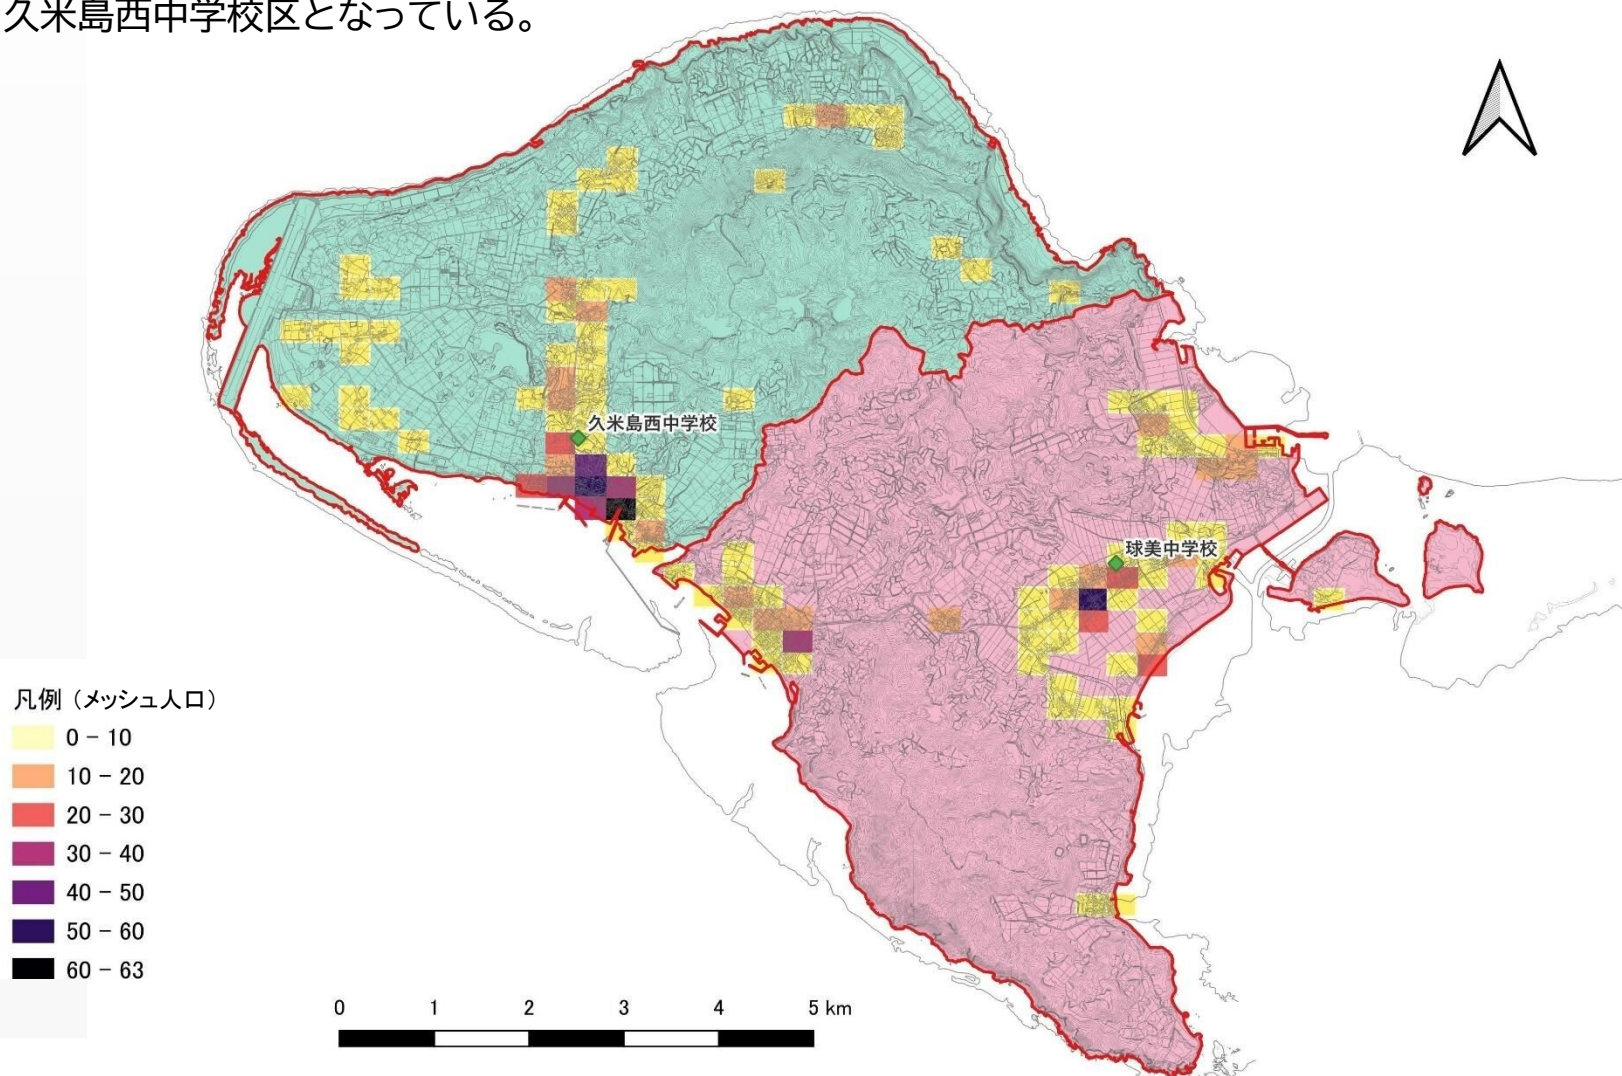 久米島西中学校区となっている。
久米島西中学校
球美中学校
凡例（メッシュ人口）
0 － 10
10 － 20
20 － 30
30 － 40
40 － 50
50 － 60
60 － 63
0 1 2 3 4 5 km